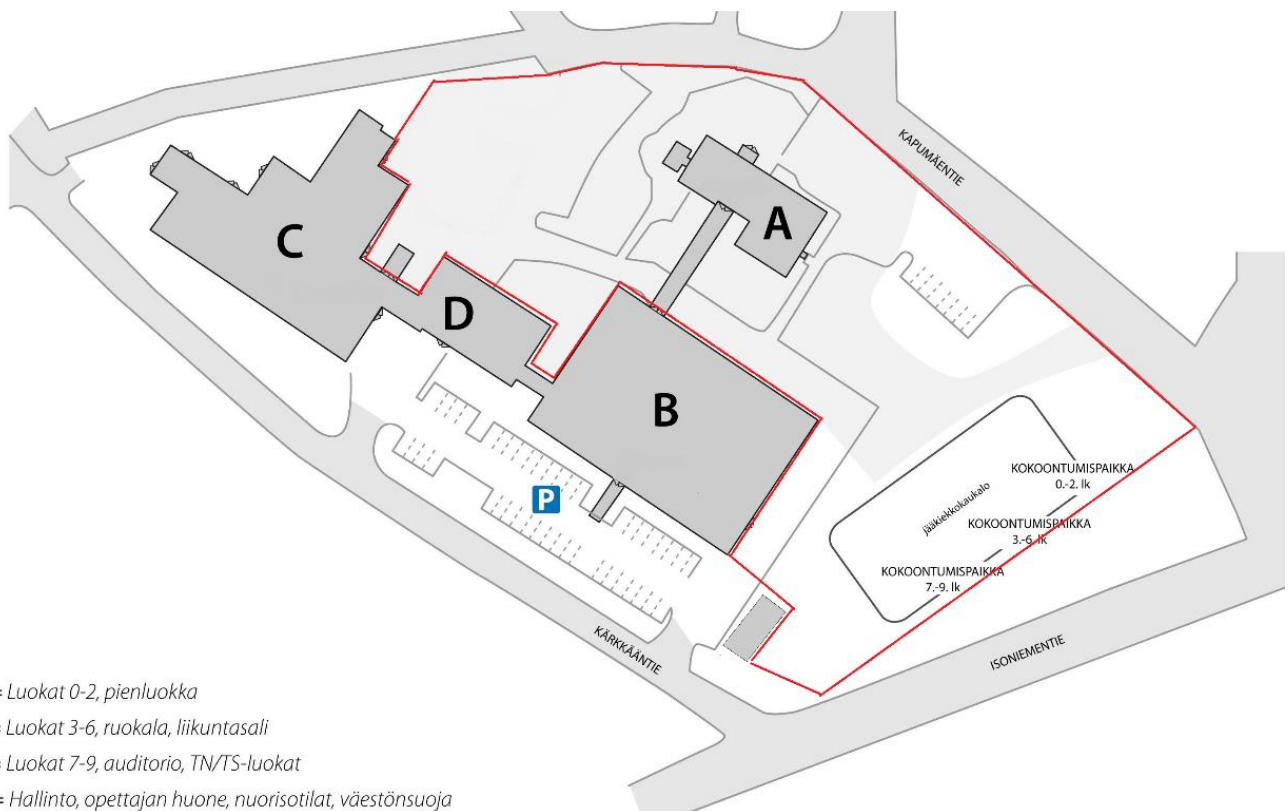 KAPUMÄENTIE
A
C
D
B
P
jääkiekkokaukalo
KOKOONTUMISPAIKKA
0.-2. lk
KOKOONTUMISPAIKKA
3.-6. lk
KOKOONTUMISPAIKKA
7.-9. lk
KÄRKKÄÄNTIE
ISONIEMENTIE
= Luokat 0-2, pienluokka
= Luokat 3-6, ruokala, liikuntasali
= Luokat 7-9, auditorio, TN/TS-luokat
= Hallinto, opettajan huone, nuorisotilat, väestönsuoja